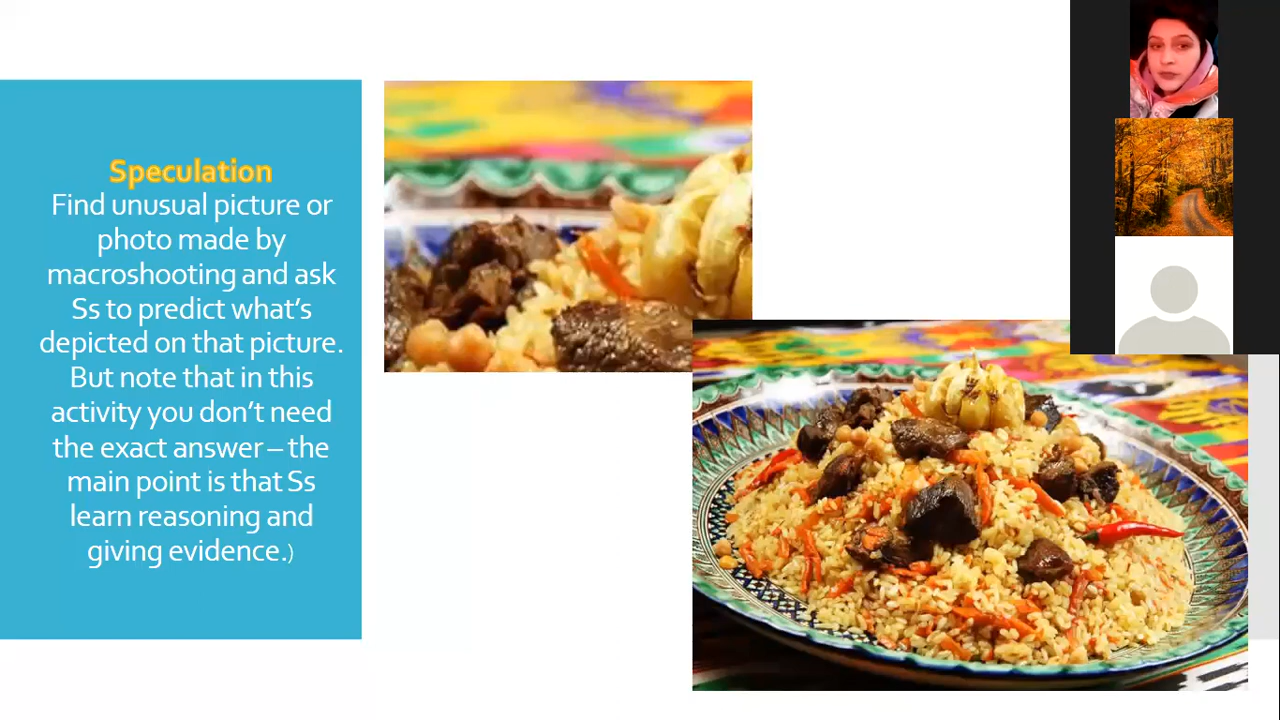 Speculation
Find unusual picture or
photo made by
macroshooting and ask
Ss to predict what's
depicted on that picture.
But note that in this
activity you don't need
the exact answer – the
main point is that Ss
learn reasoning and
giving evidence.)